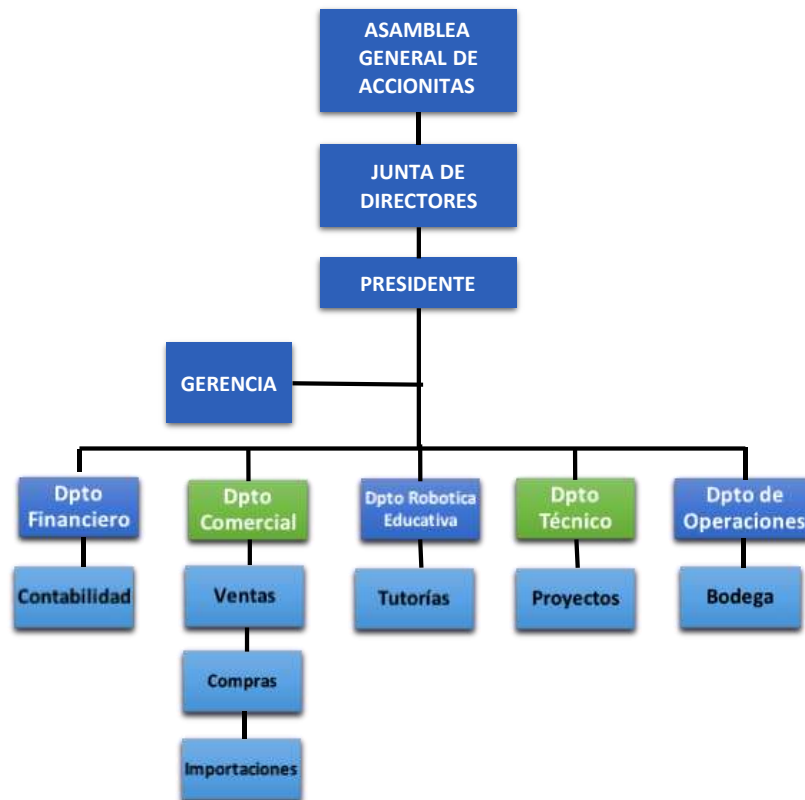 ASAMBLEA
GENERAL DE
ACCIONITAS
JUNTA DE
DIRECTORES
PRESIDENTE
GERENCIA
Dpto
Financiero
Dpto
Comercial
Dpto Robotica
Educativa
Dpto
Técnico
Dpto de
Operaciones
Contabilidad
Ventas
Tutorías
Proyectos
Bodega
Compras
Importaciones